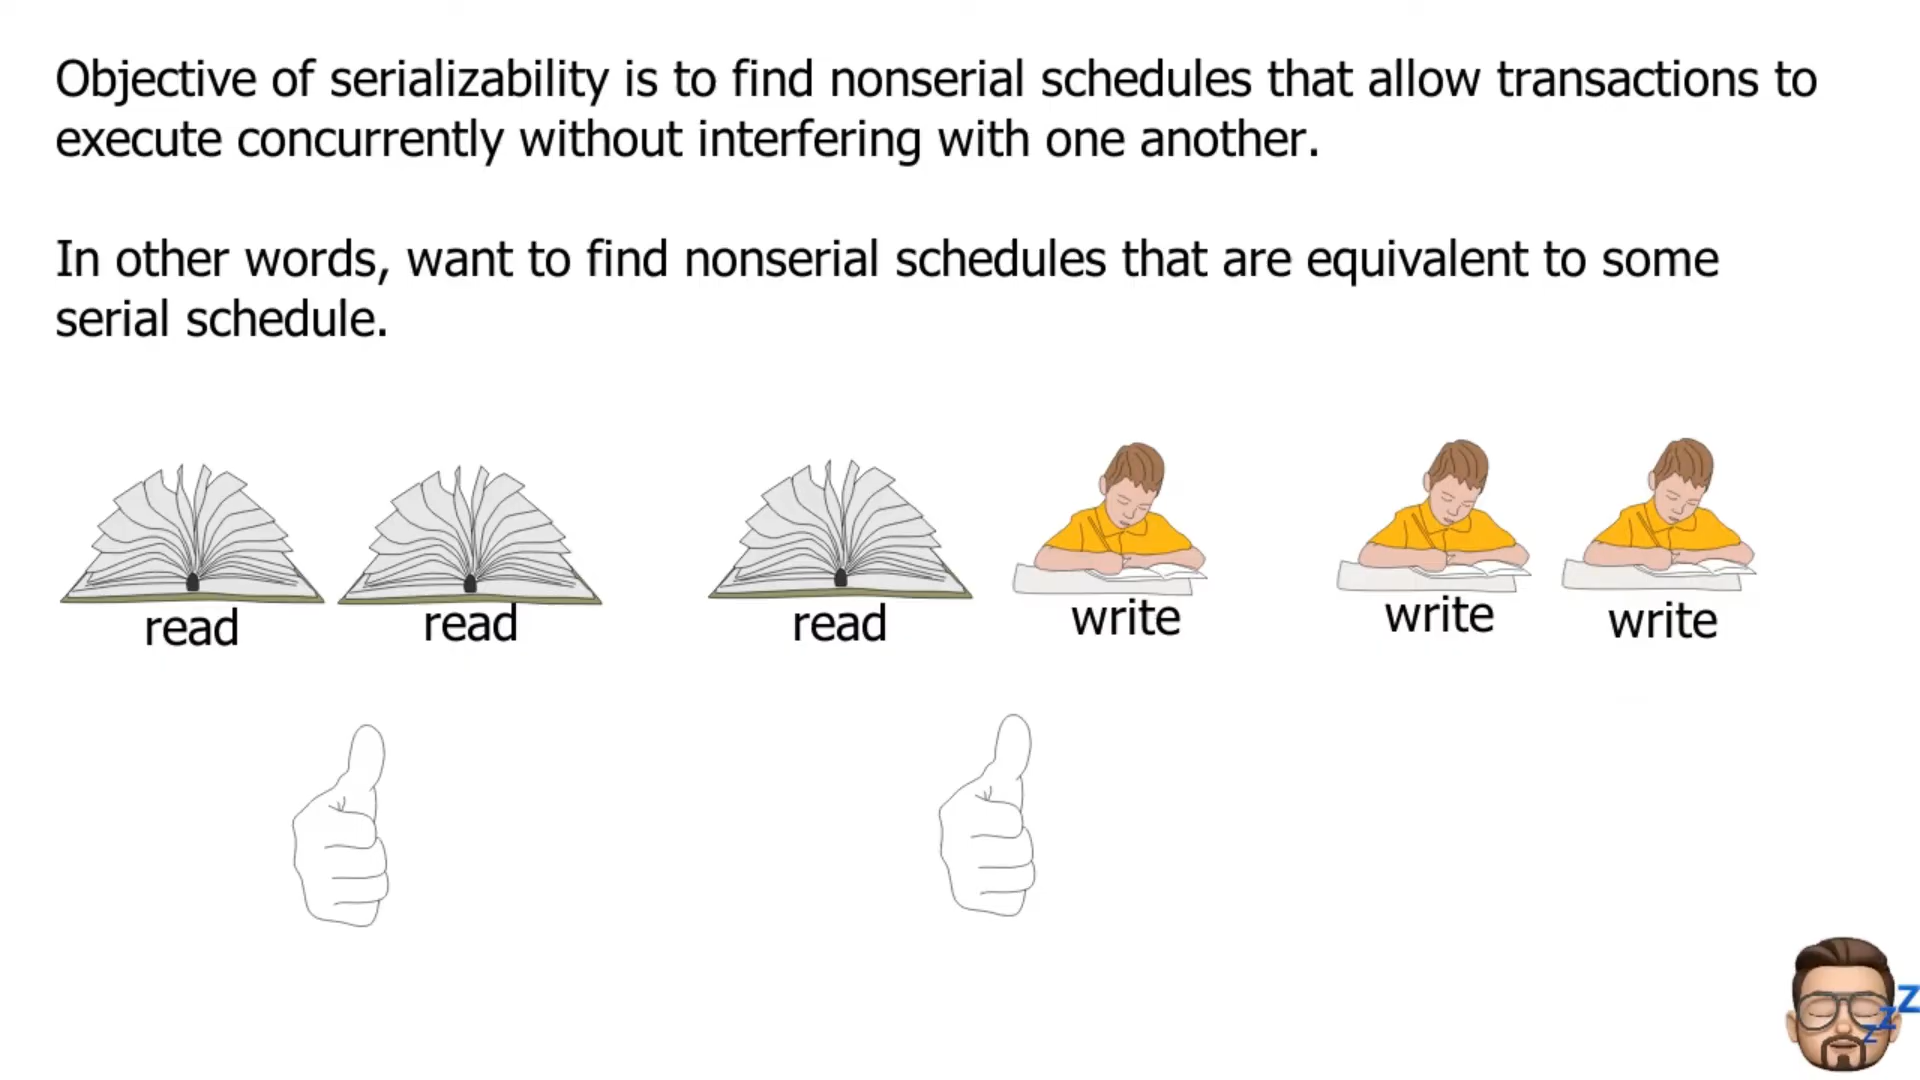 Objective of serializability is to find nonserial schedules that allow transactions to
execute concurrently without interfering with one another.
In other words, want to find nonserial schedules that are equivalent to some
serial schedule.
read read read write write write
z z Z